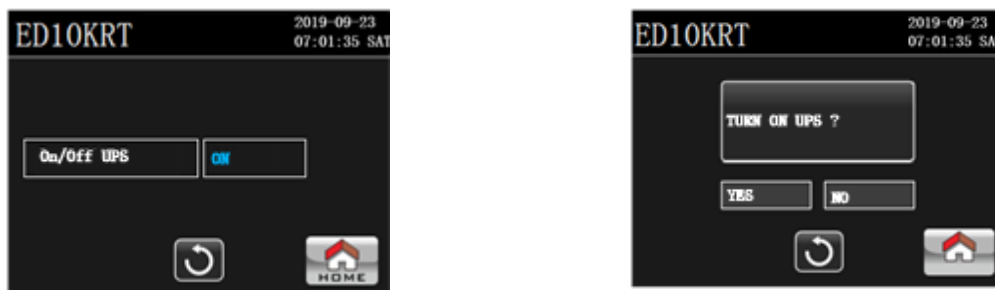 ED10KRT
2019-09-23
07:01:35 SAT
On/Off UPS
ON
HOME
ED10KRT
2019-09-23
07:01:35 SA
TURN ON UPS ?
YES
NO